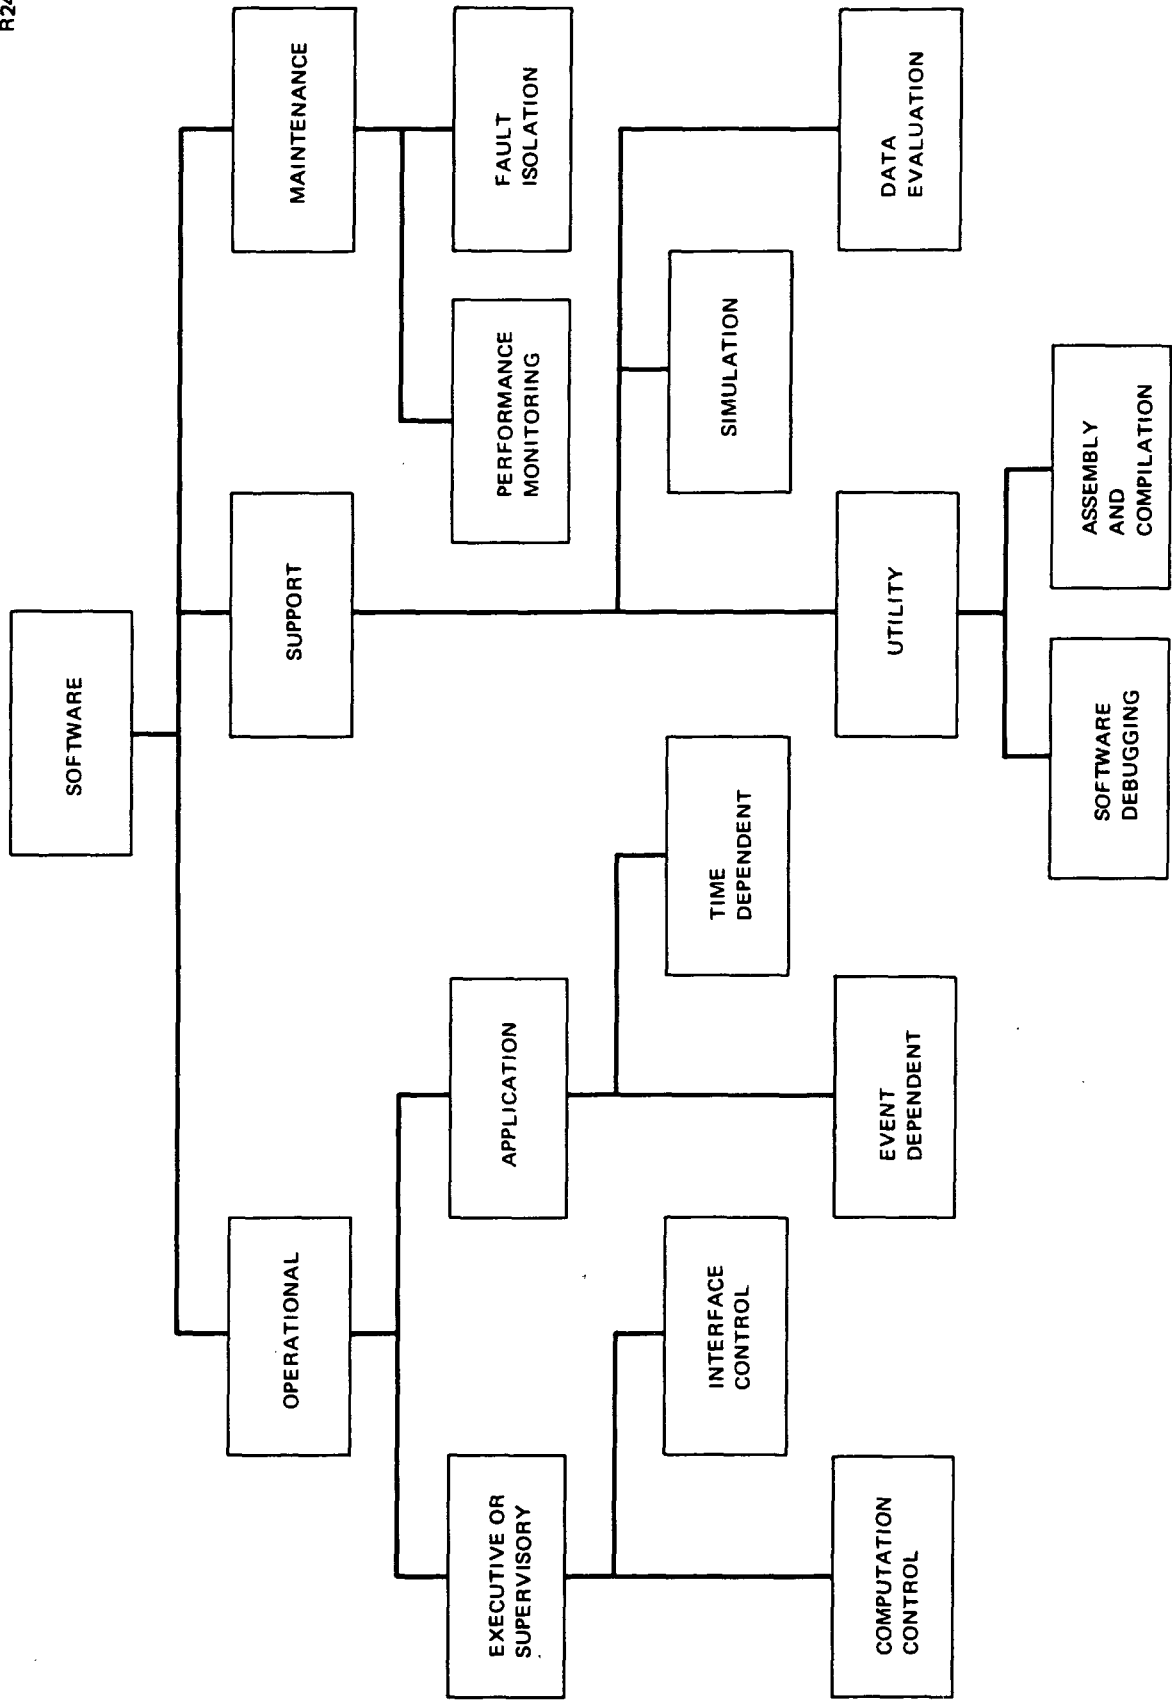 R24
SOFTWARE
OPERATIONAL
SUPPORT
MAINTENANCE
EXECUTIVE OR
SUPERVISORY
APPLICATION
PERFORMANCE
MONITORING
FAULT
ISOLATION
INTERFACE
CONTROL
TIME
DEPENDENT
SIMULATION
COMPUTATION
CONTROL
EVENT
DEPENDENT
UTILITY
DATA
EVALUATION
SOFTWARE
DEBUGGING
ASSEMBLY
AND
COMPILATION